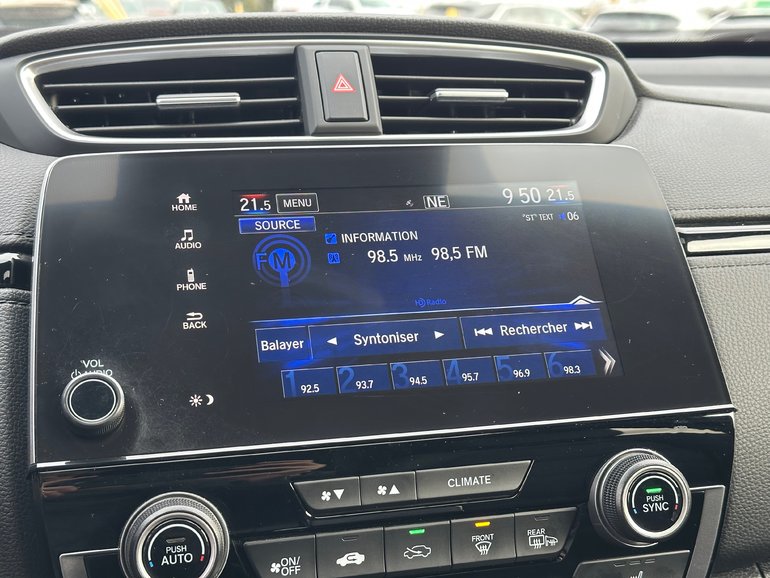 21.5 MENU NE 9 50 21.5
SOURCE "ST" TEXT 06
HOME
FM INFORMATION
AUDIO
98.5 MHz 98,5 FM
PHONE
HD Radio
BACK
Balayer Syntoniser Rechercher
1 92.5 2 93.7 3 94.5 4 95.7 5 96.9 6 98.3
VOL
AUDIO
CLIMATE
PUSH
SYNC
PUSH
AUTO
ON/OFF
FRONT
REAR